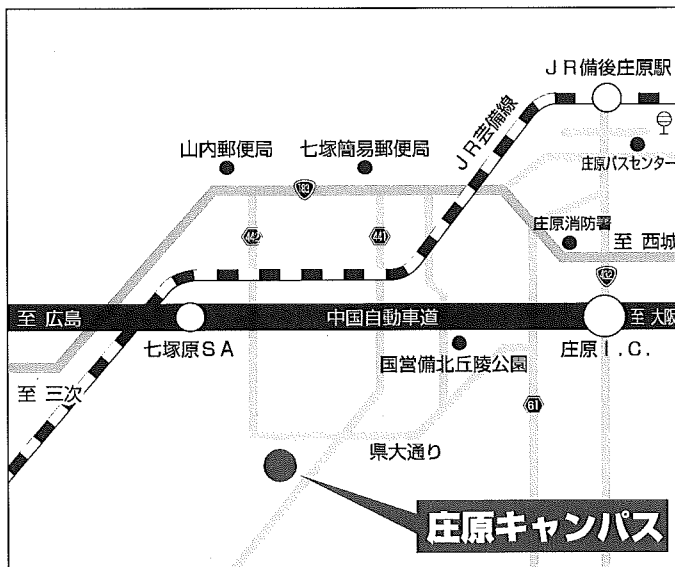 JR備後庄原駅
JR芸備線
山内郵便局
七塚簡易郵便局
庄原バスセンター
183
442
441
庄原消防署
至 西城
432
至 広島
中国自動車道
至 大阪
七塚原SA
庄原I.C.
国営備北丘陵公園
至 三次
61
県大通り
庄原キャンパス